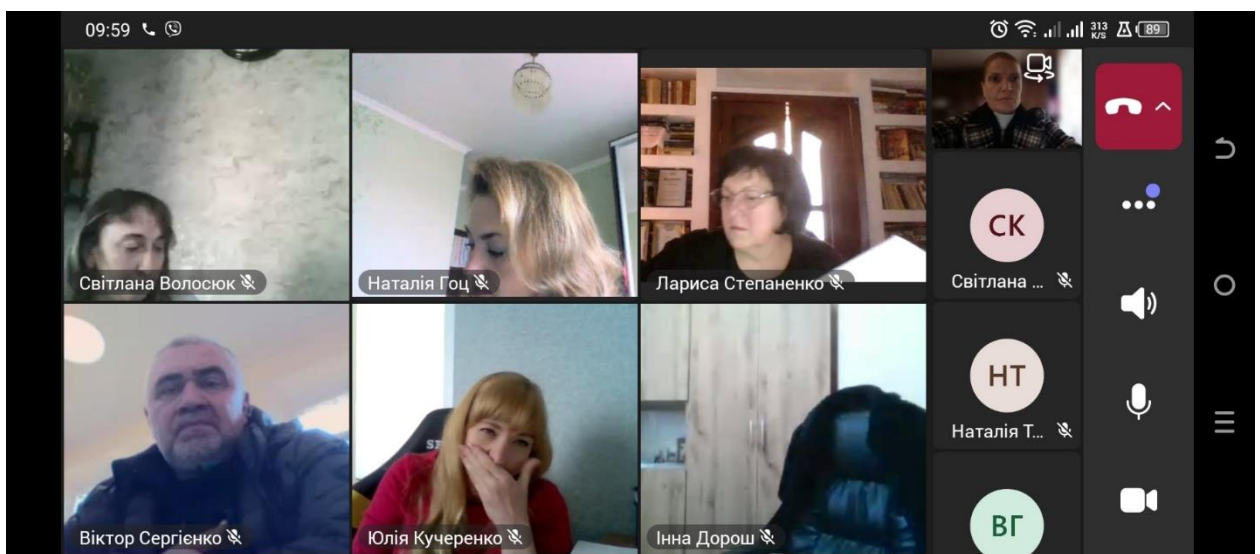 09:59
313
K/S
89
Світлана Волосюк
Наталія Гоц
Лариса Степаненко
СК
Світлана ...
НТ
Наталія Т...
Віктор Сергієнко
Юлія Кучеренко
Інна Дорош
ВГ